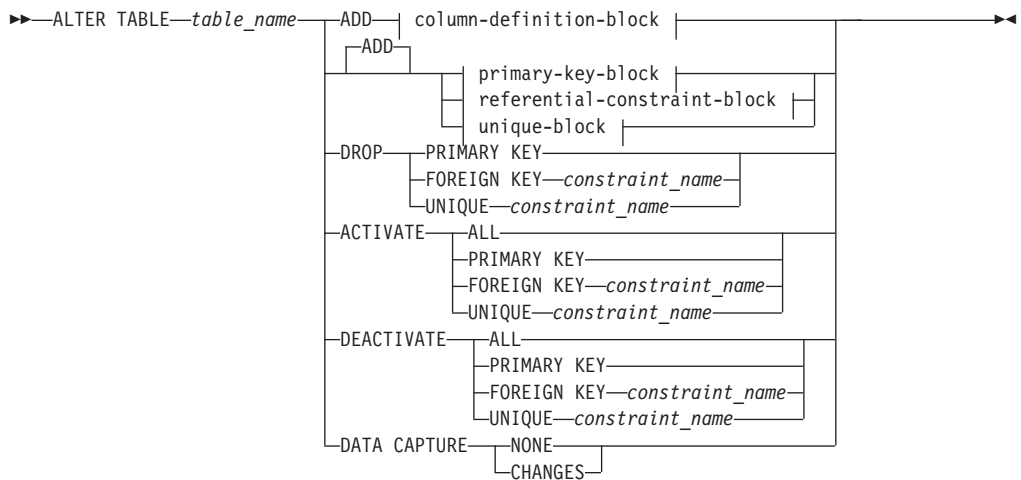 ALTER TABLE table_name ADD column-definition-block
ADD
primary-key-block
referential-constraint-block
unique-block
DROP PRIMARY KEY
FOREIGN KEY constraint_name
UNIQUE constraint_name
ACTIVATE ALL
PRIMARY KEY
FOREIGN KEY constraint_name
UNIQUE constraint_name
DEACTIVATE ALL
PRIMARY KEY
FOREIGN KEY constraint_name
UNIQUE constraint_name
DATA CAPTURE NONE
CHANGES